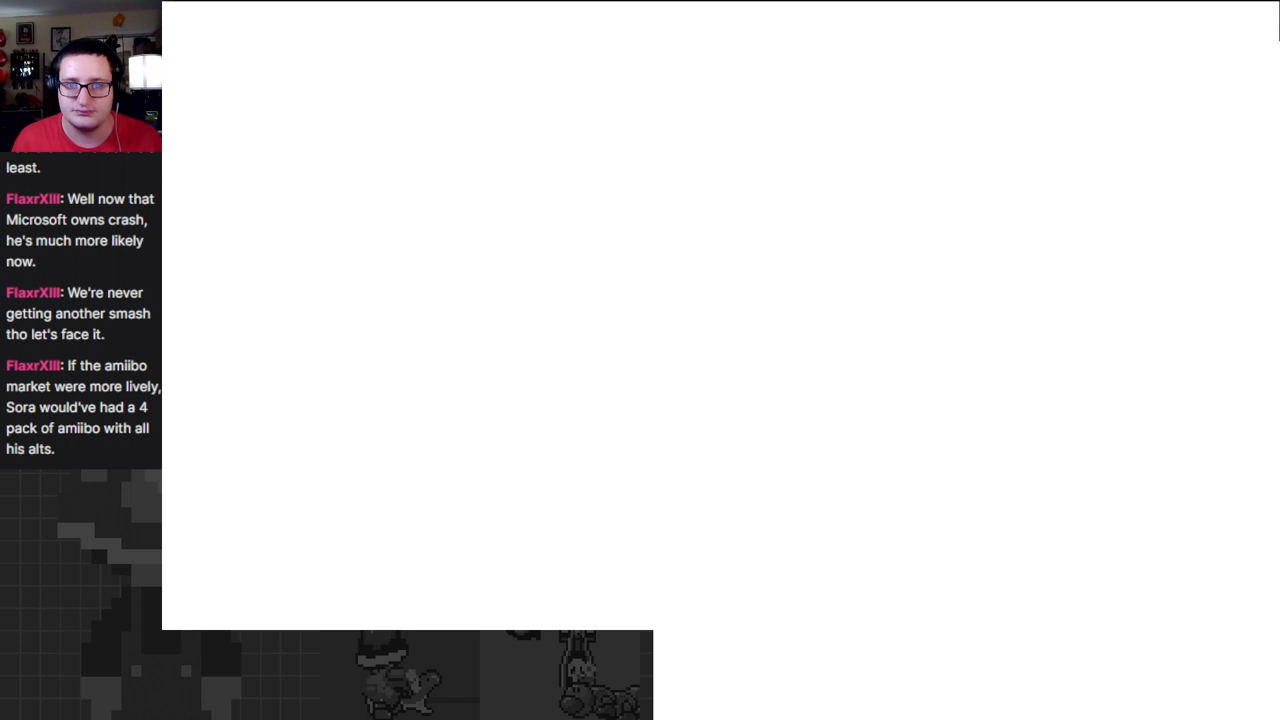 least.
FlaxrXIII: Well now that
Microsoft owns crash,
he's much more likely
now.
FlaxrXIII: We're never
getting another smash
tho let's face it.
FlaxrXIII: If the amiibo
market were more lively,
Sora would've had a 4
pack of amiibo with all
his alts.